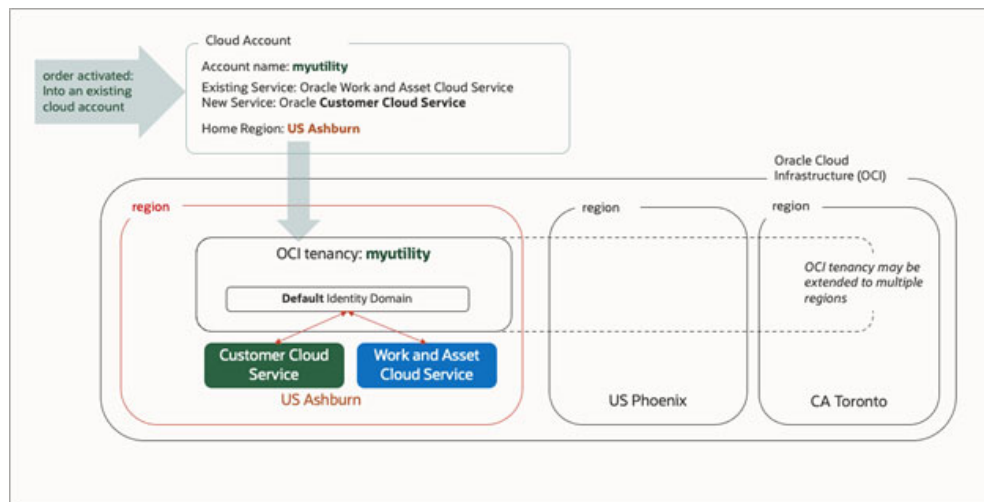 Cloud Account
order activated:
Into an existing
cloud account
Account name: myutility
Existing Service: Oracle Work and Asset Cloud Service
New Service: Oracle Customer Cloud Service
Home Region: US Ashburn
Oracle Cloud
Infrastructure (OCI)
region
region
region
OCI tenancy: myutility
Default Identity Domain
OCI tenancy may be
extended to multiple
regions
Customer Cloud
Service
Work and Asset
Cloud Service
US Ashburn
US Phoenix
CA Toronto